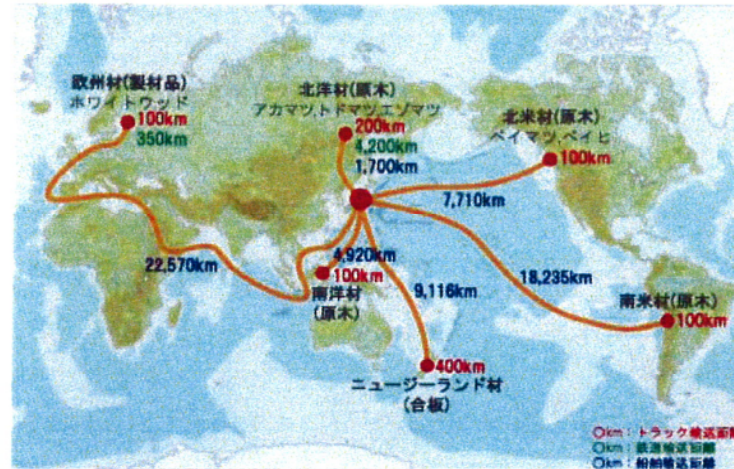 欧州材(製材品)
ホワイトウッド
100km
350km
北洋材(原木)
アカマツ,トドマツエゾマツ
200km
4,200km
1,700km
北米材(原木)
ベイマツ,ベイヒ
100km
7,710km
22,570km
4,920km
100km
南洋材
(原木)
9,116km
18,235km
南米材(原木)
100km
400km
ニュージーランド材
(合板)
○km:トラック輸送距離
○km:鉄道輸送距離
○km:船舶輸送距離